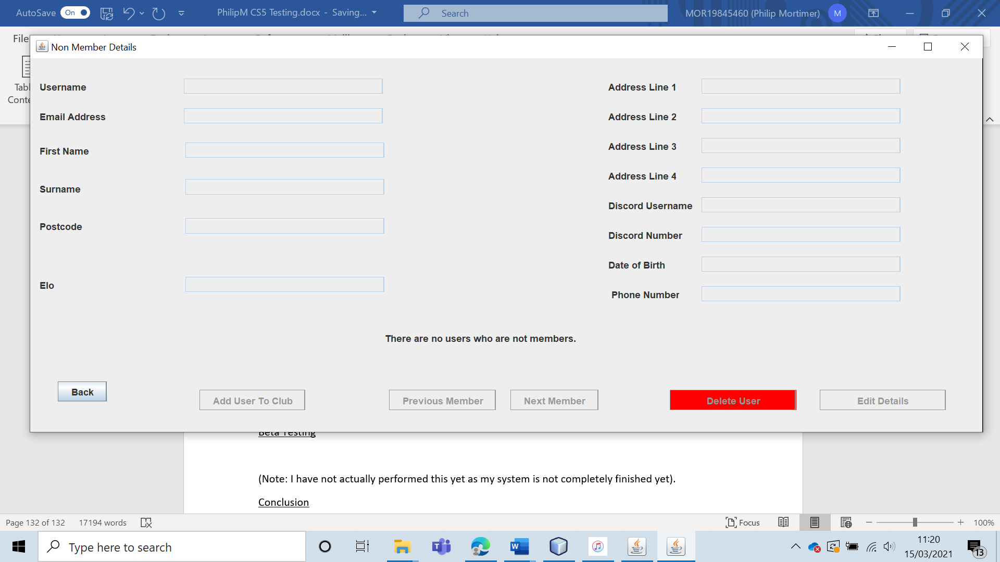 AutoSave On PhilipM CS5 Testing.docx - Saving... Search MOR19845460 (Philip Mortimer) M
File
Non Member Details
Username Address Line 1
Email Address Address Line 2
First Name Address Line 3
Surname Address Line 4
Postcode Discord Username
Discord Number
Date of Birth
Elo Phone Number
There are no users who are not members.
Back Add User To Club Previous Member Next Member Delete User Edit Details
Beta Testing
(Note: I have not actually performed this yet as my system is not completely finished yet).
Conclusion
Page 132 of 132 17194 words Focus 100%
Type here to search 11:20
15/03/2021 13